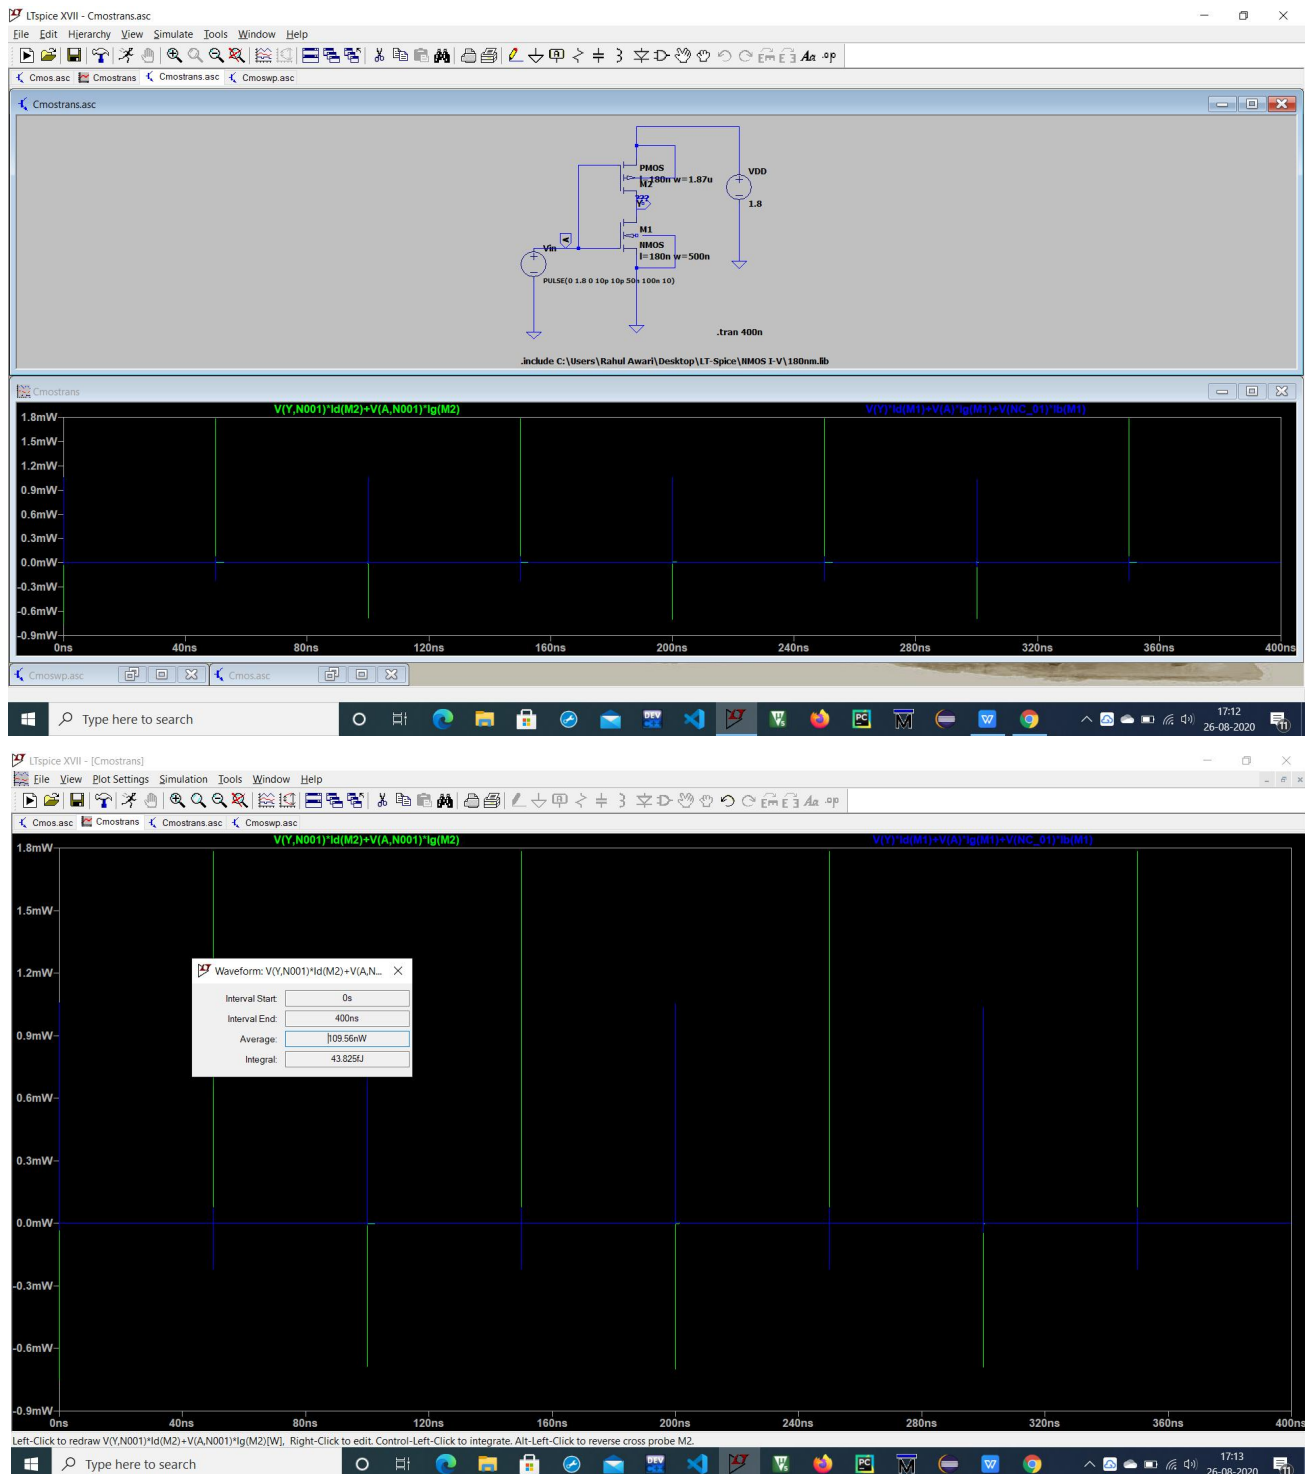 LTspice XVII - Cmostrans.asc
File Edit Hierarchy View Simulate Tools Window Help
Cmos.asc Cmostrans Cmostrans.asc Cmoswp.asc
Cmostrans.asc
PMOS
l=180n w=1.87u
M2
VDD
1.8
???
Y
M1
NMOS
l=180n w=500n
A
Vin
PULSE(0 1.8 0 10p 10p 50n 100n 10)
.tran 400n
.include C:\Users\Rahul Awari\Desktop\LT-Spice\NMOS I-V\180nm.lib
Cmostrans
V(Y,N001)*Id(M2)+V(A,N001)*Ig(M2) V(Y)*Id(M1)+V(A)*Ig(M1)+V(NC_01)*Ib(M1)
1.8mW
1.5mW
1.2mW
0.9mW
0.6mW
0.3mW
0.0mW
-0.3mW
-0.6mW
-0.9mW
0ns 40ns 80ns 120ns 160ns 200ns 240ns 280ns 320ns 360ns 400ns
Cmoswp.asc Cmos.asc
Type here to search
17:12
26-08-2020
LTspice XVII - [Cmostrans]
File View Plot Settings Simulation Tools Window Help
Cmos.asc Cmostrans Cmostrans.asc Cmoswp.asc
V(Y,N001)*Id(M2)+V(A,N001)*Ig(M2) V(Y)*Id(M1)+V(A)*Ig(M1)+V(NC_01)*Ib(M1)
1.8mW
1.5mW
1.2mW
0.9mW
0.6mW
0.3mW
0.0mW
-0.3mW
-0.6mW
-0.9mW
Waveform: V(Y,N001)*Id(M2)+V(A,N...
Interval Start: 0s
Interval End: 400ns
Average: 109.56nW
Integral: 43.825fJ
0ns 40ns 80ns 120ns 160ns 200ns 240ns 280ns 320ns 360ns 400ns
Left-Click to redraw V(Y,N001)*Id(M2)+V(A,N001)*Ig(M2)[W], Right-Click to edit. Control-Left-Click to integrate. Alt-Left-Click to reverse cross probe M2.
Type here to search
17:13
26-08-2020